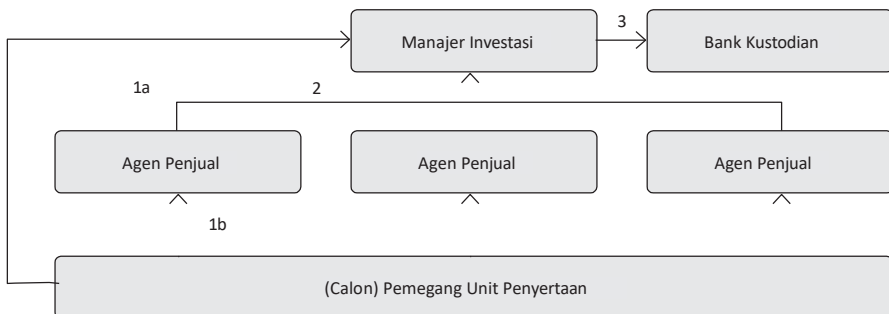 Manajer Investasi
3
Bank Kustodian
1a
2
Agen Penjual
Agen Penjual
Agen Penjual
1b
(Calon) Pemegang Unit Penyertaan